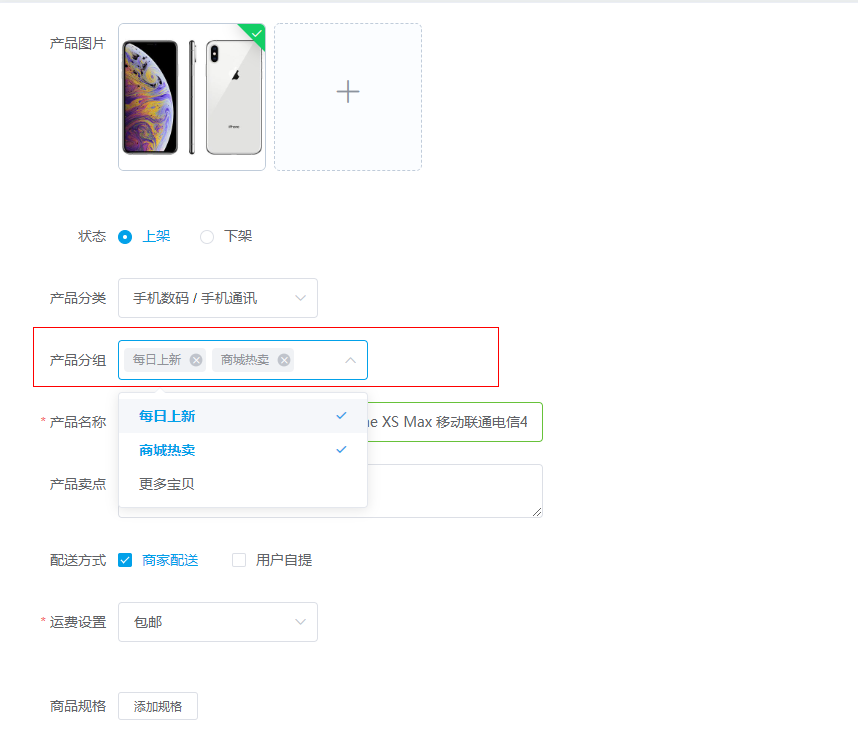 产品图片
iPhone
状态 上架 下架
产品分类 手机数码 / 手机通讯
产品分组 每日上新 商城热卖
* 产品名称 XS Max 移动联通电信4
每日上新
商城热卖
更多宝贝
产品卖点
配送方式 商家配送 用户自提
* 运费设置 包邮
商品规格 添加规格